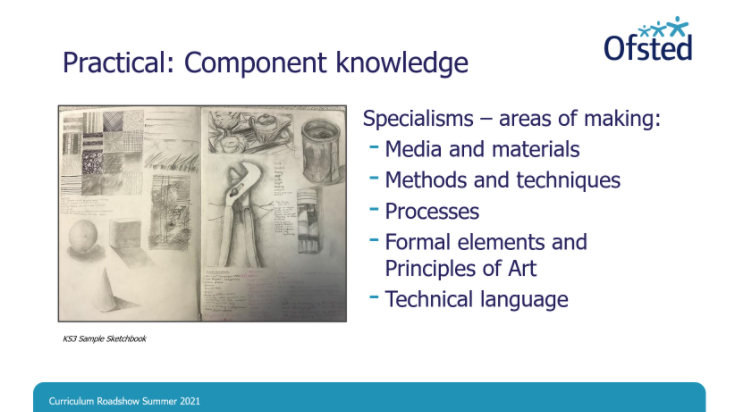 Ofsted
Practical: Component knowledge
Specialisms – areas of making:
- Media and materials
- Methods and techniques
- Processes
- Formal elements and
Principles of Art
- Technical language
KS3 Sample Sketchbook
Curriculum Roadshow Summer 2021